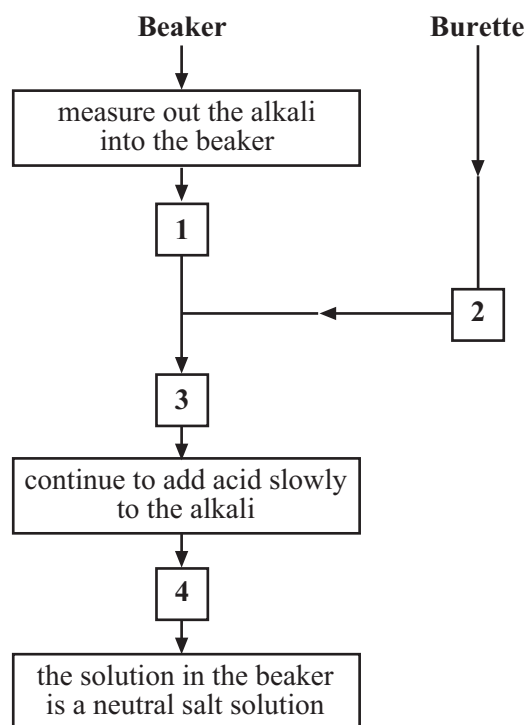 Beaker
Burette
measure out the alkali
into the beaker
1
2
3
continue to add acid slowly
to the alkali
4
the solution in the beaker
is a neutral salt solution